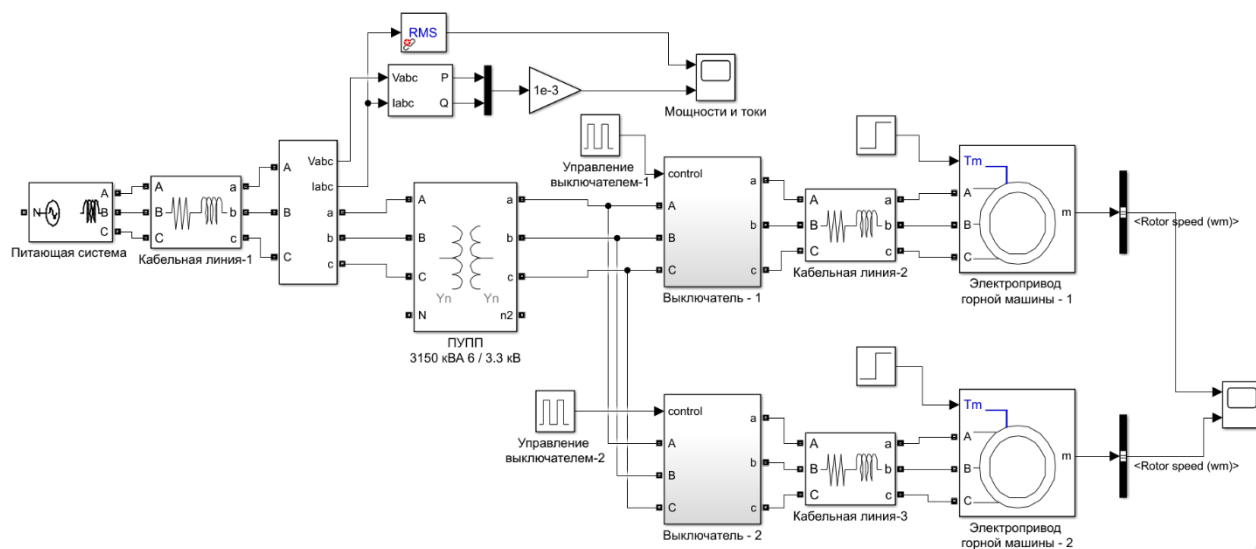 RMS
Vabc
P
Iabc
Q
1e-3
Мощности и токи
Управление
выключателем-1
control
Tm
A
Vabc
Iabc
N
A
B
C
A
B
C
a
b
c
B
C
a
b
c
A
B
C
N
a
b
c
n2
Yn
Yn
A
B
C
a
b
c
A
B
C
a
b
c
A
B
C
m
<Rotor speed (wm)>
Питающая система
Кабельная линия-1
Кабельная линия-2
Выключатель - 1
Электропривод
горной машины - 1
ПУПП
3150 кВА 6 / 3.3 кВ
Управление
выключателем-2
control
A
B
C
a
b
c
A
B
C
a
b
c
Tm
A
B
C
m
<Rotor speed (wm)>
Кабельная линия-3
Выключатель - 2
Электропривод
горной машины - 2